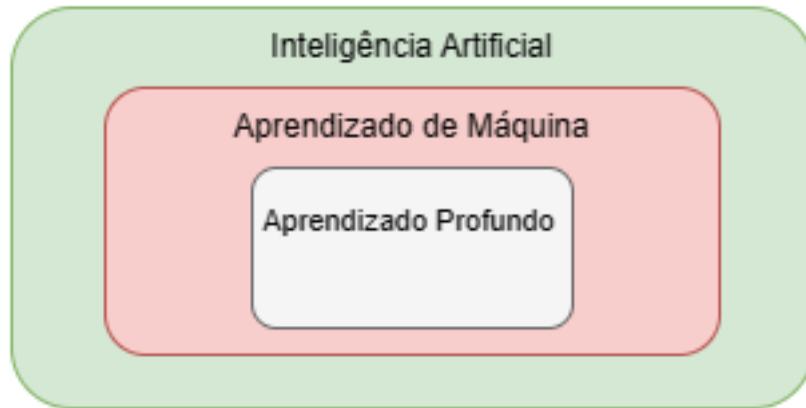 Inteligência Artificial
Aprendizado de Máquina
Aprendizado Profundo